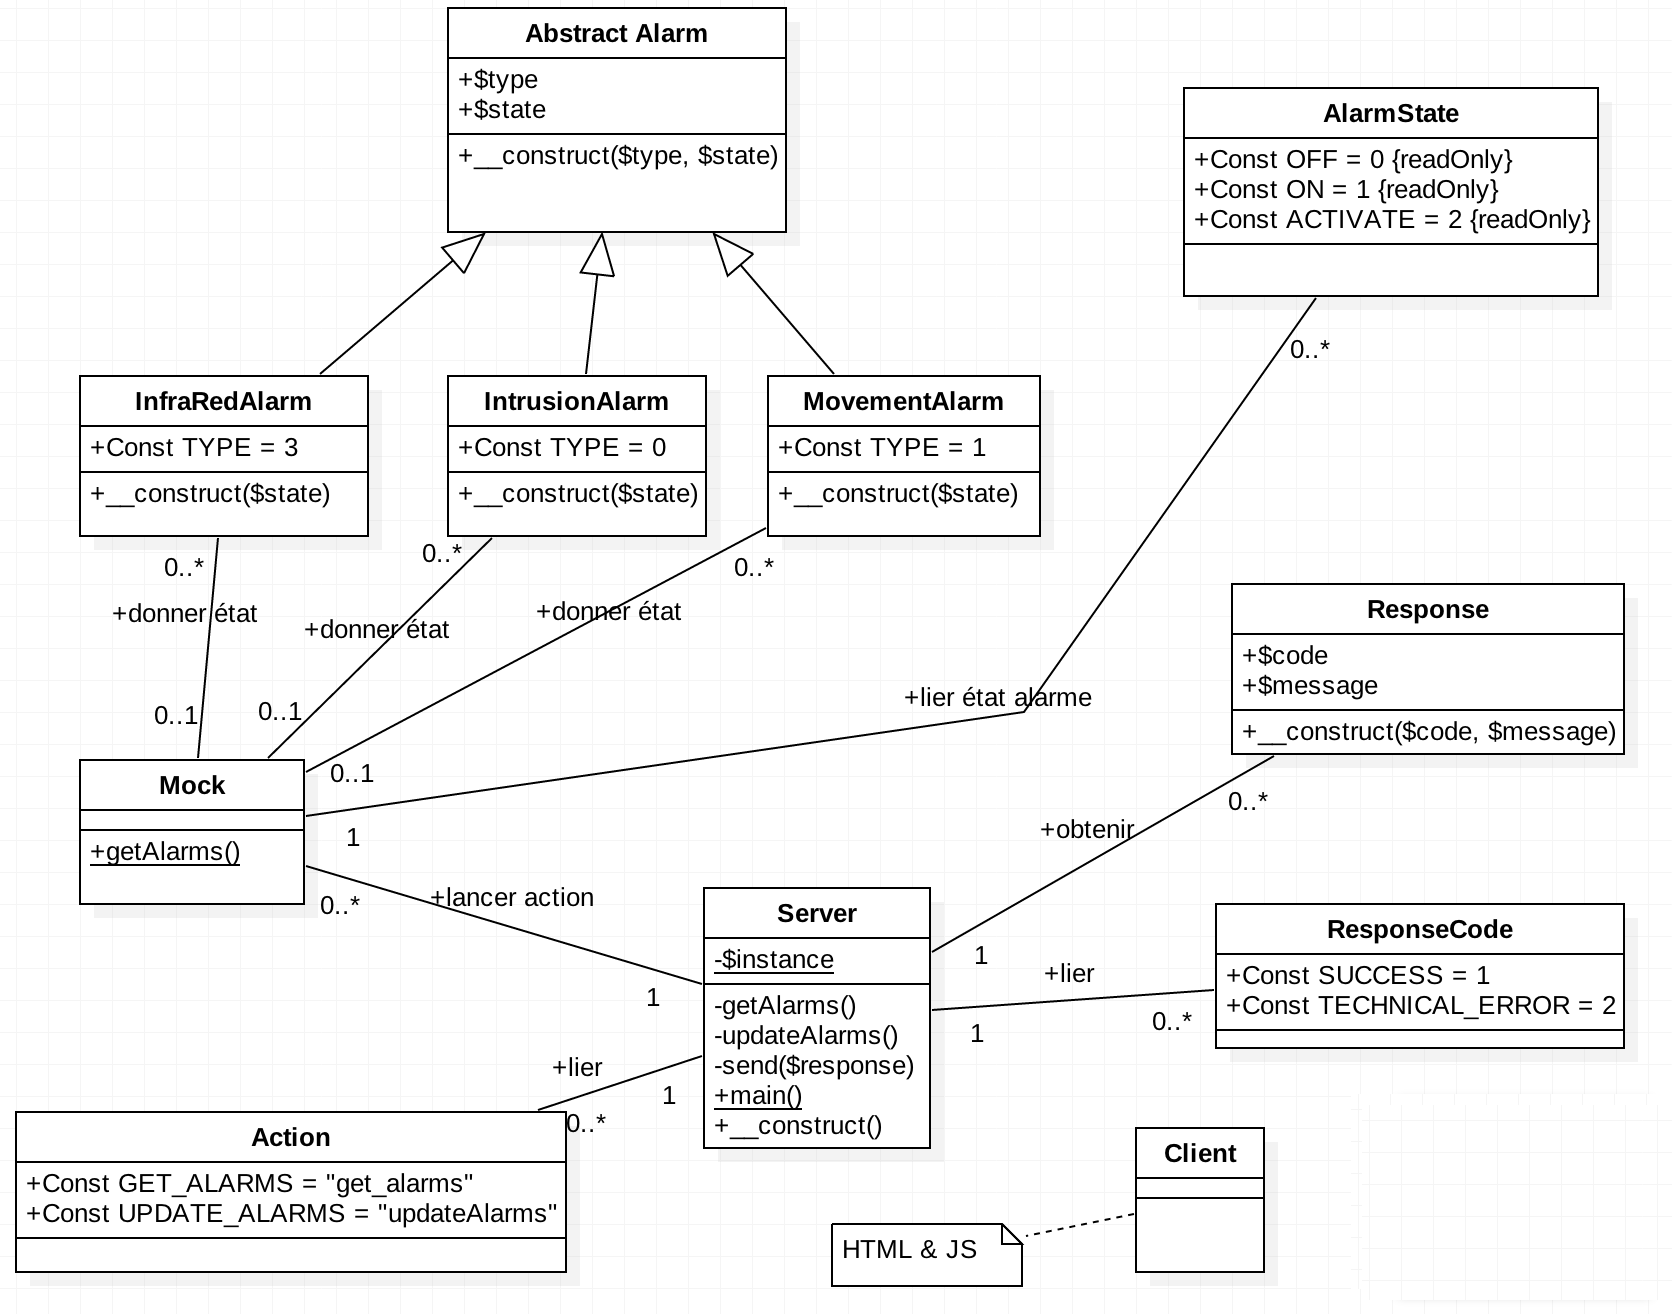 Abstract Alarm
+$type
+$state
+__construct($type, $state)
AlarmState
+Const OFF = 0 {readOnly}
+Const ON = 1 {readOnly}
+Const ACTIVATE = 2 {readOnly}
0..*
InfraRedAlarm
+Const TYPE = 3
+__construct($state)
IntrusionAlarm
+Const TYPE = 0
+__construct($state)
MovementAlarm
+Const TYPE = 1
+__construct($state)
0..*
+donner état
0..1
0..*
+donner état
0..1
0..*
+donner état
0..1
+lier état alarme
1
Response
+$code
+$message
+__construct($code, $message)
0..*
+obtenir
1
Mock
+getAlarms()
0..*
+lancer action
1
Server
-$instance
-getAlarms()
-updateAlarms()
-send($response)
+main()
+__construct()
+lier
1
0..*
ResponseCode
+Const SUCCESS = 1
+Const TECHNICAL_ERROR = 2
+lier
1
0..*
Action
+Const GET_ALARMS = "get_alarms"
+Const UPDATE_ALARMS = "updateAlarms"
Client
HTML & JS